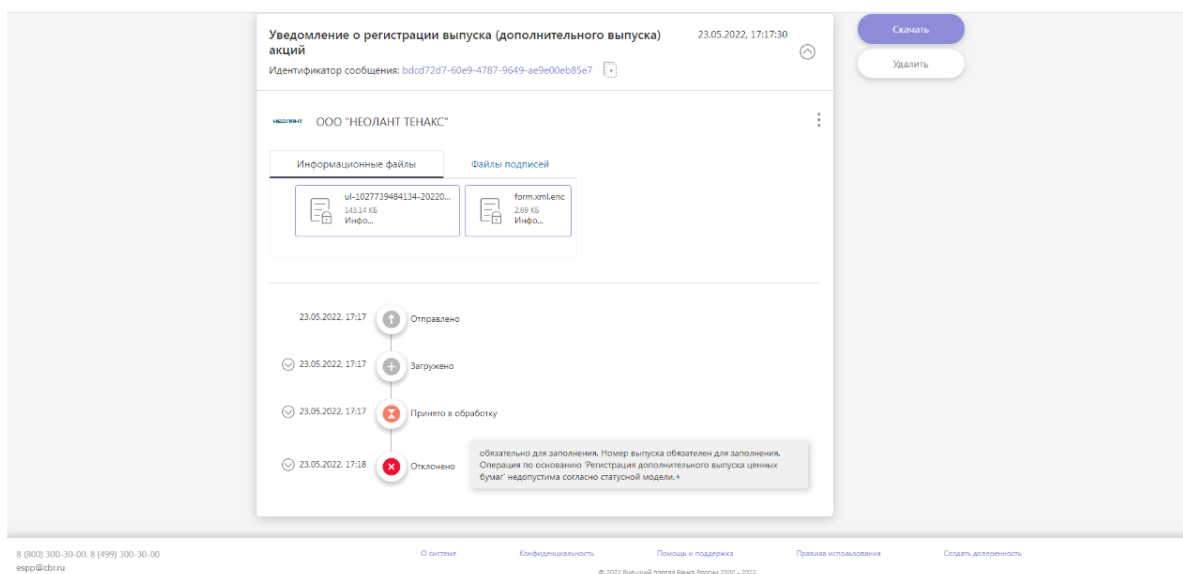 Уведомление о регистрации выпуска (дополнительного выпуска)
акций
23.05.2022, 17:17:30
Идентификатор сообщения: bdcd72d7-60e9-4787-9649-ae9e00eb85e7
Скачать
Удалить
НЕОЛАНТ
ООО "НЕОЛАНТ ТЕНАКС"
Информационные файлы
Файлы подписей
ul-1027739484134-20220...
143.14 КБ
Инфо...
form.xml.enc
2.69 КБ
Инфо...
23.05.2022, 17:17 Отправлено
23.05.2022, 17:17 Загружено
23.05.2022, 17:17 Принято в обработку
23.05.2022, 17:18 Отклонено
обязательно для заполнения, Номер выпуска обязателен для заполнения,
Операция по основанию 'Регистрация дополнительного выпуска ценных
бумаг' недопустима согласно статусной модели.+
8 (800) 300-30-00, 8 (499) 300-30-00
espp@cbr.ru
О системе
Конфиденциальность
Помощь и поддержка
Правила использования
Создать доверенность
© 2022 Внешний портал Банка России 2000 - 2022